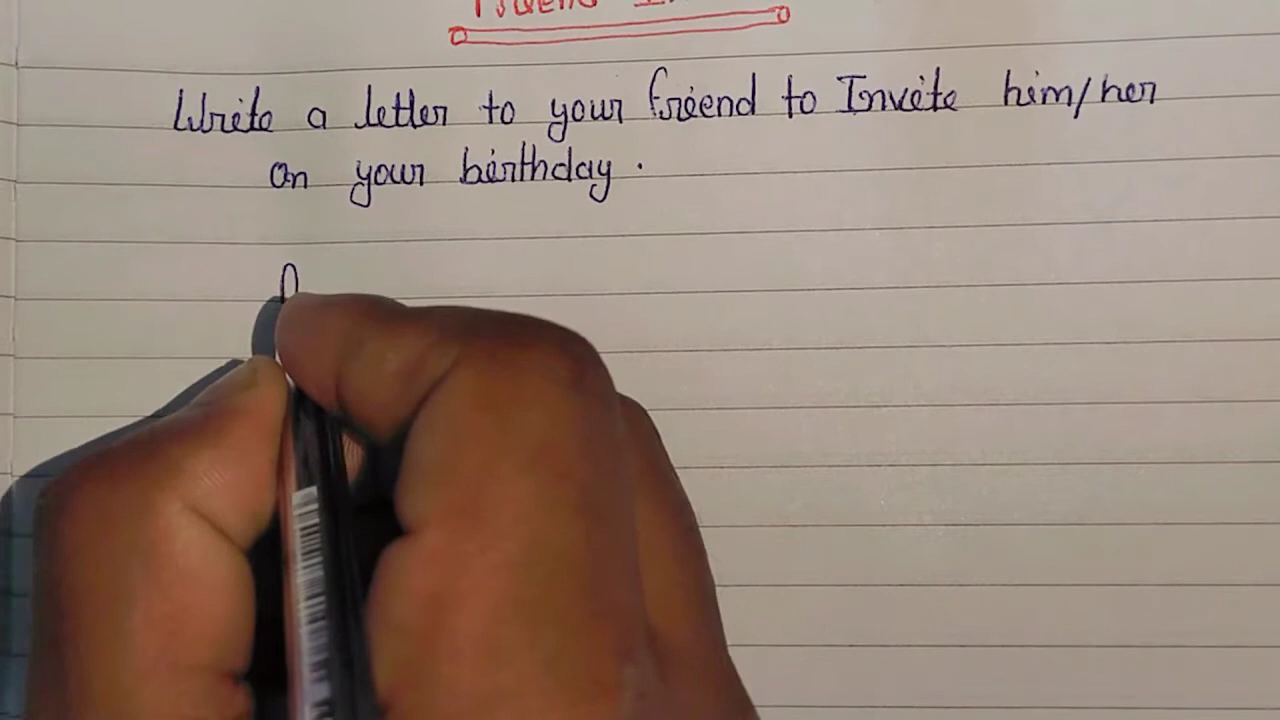 Write a letter to your friend to Invite him/her
on your birthday.